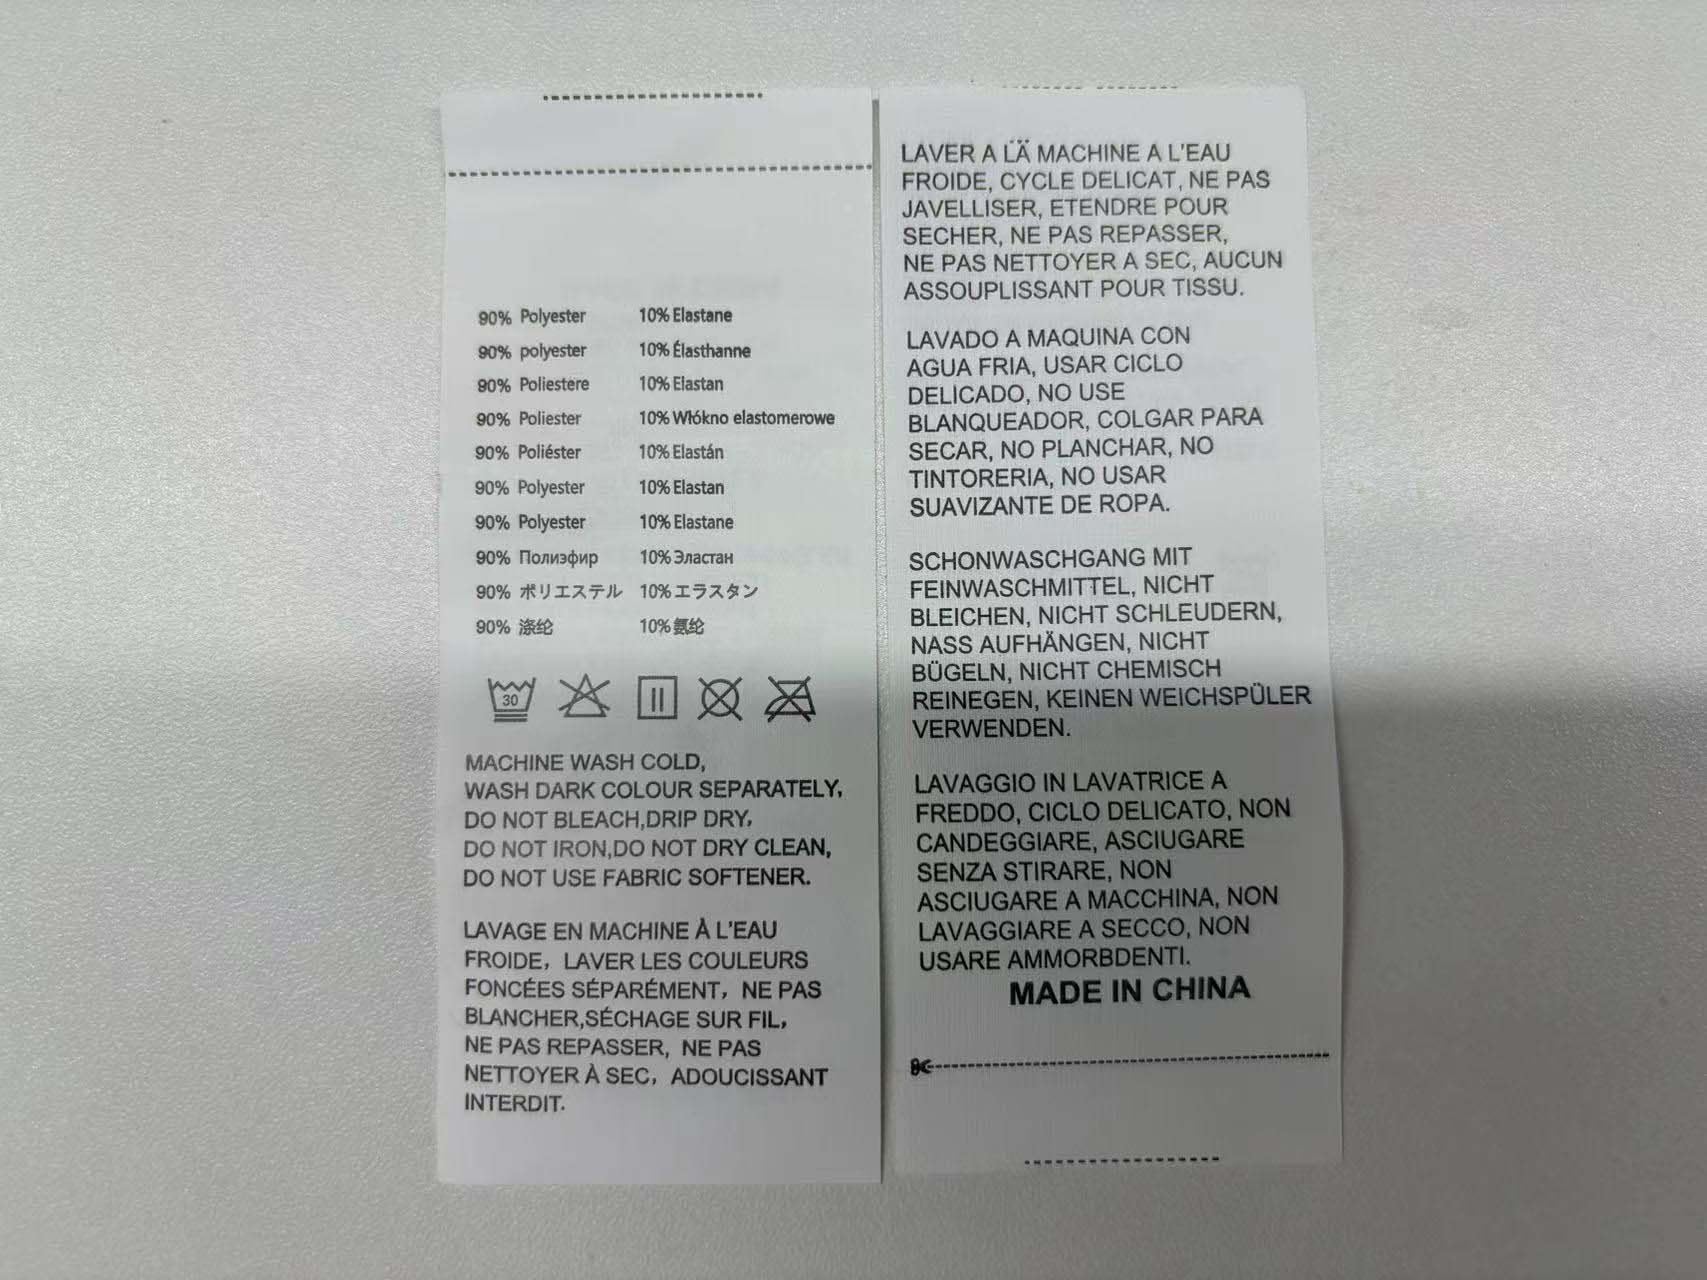 90% Polyester 10% Elastane
90% polyester 10% Élasthanne
90% Poliestere 10% Elastan
90% Poliester 10% Włókno elastomerowe
90% Poliéster 10% Elastán
90% Polyester 10% Elastan
90% Polyester 10% Elastane
90% Полиэфир 10% Эластан
90% ポリエステル 10% エラスタン
90% 涤纶 10% 氨纶
30
MACHINE WASH COLD,
WASH DARK COLOUR SEPARATELY,
DO NOT BLEACH,DRIP DRY,
DO NOT IRON,DO NOT DRY CLEAN,
DO NOT USE FABRIC SOFTENER.
LAVAGE EN MACHINE À L'EAU
FROIDE, LAVER LES COULEURS
FONCÉES SÉPARÉMENT, NE PAS
BLANCHER,SÉCHAGE SUR FIL,
NE PAS REPASSER, NE PAS
NETTOYER À SEC, ADOUCISSANT
INTERDIT.
LAVER A L̈Ä MACHINE A L'EAU
FROIDE, CYCLE DELICAT, NE PAS
JAVELLISER, ETENDRE POUR
SECHER, NE PAS REPASSER,
NE PAS NETTOYER A SEC, AUCUN
ASSOUPLISSANT POUR TISSU.
LAVADO A MAQUINA CON
AGUA FRIA, USAR CICLO
DELICADO, NO USE
BLANQUEADOR, COLGAR PARA
SECAR, NO PLANCHAR, NO
TINTORERIA, NO USAR
SUAVIZANTE DE ROPA.
SCHONWASCHGANG MIT
FEINWASCHMITTEL, NICHT
BLEICHEN, NICHT SCHLEUDERN,
NASS AUFHÄNGEN, NICHT
BÜGELN, NICHT CHEMISCH
REINEGEN, KEINEN WEICHSPÜLER
VERWENDEN.
LAVAGGIO IN LAVATRICE A
FREDDO, CICLO DELICATO, NON
CANDEGGIARE, ASCIUGARE
SENZA STIRARE, NON
ASCIUGARE A MACCHINA, NON
LAVAGGIARE A SECCO, NON
USARE AMMORBDENTI.
MADE IN CHINA